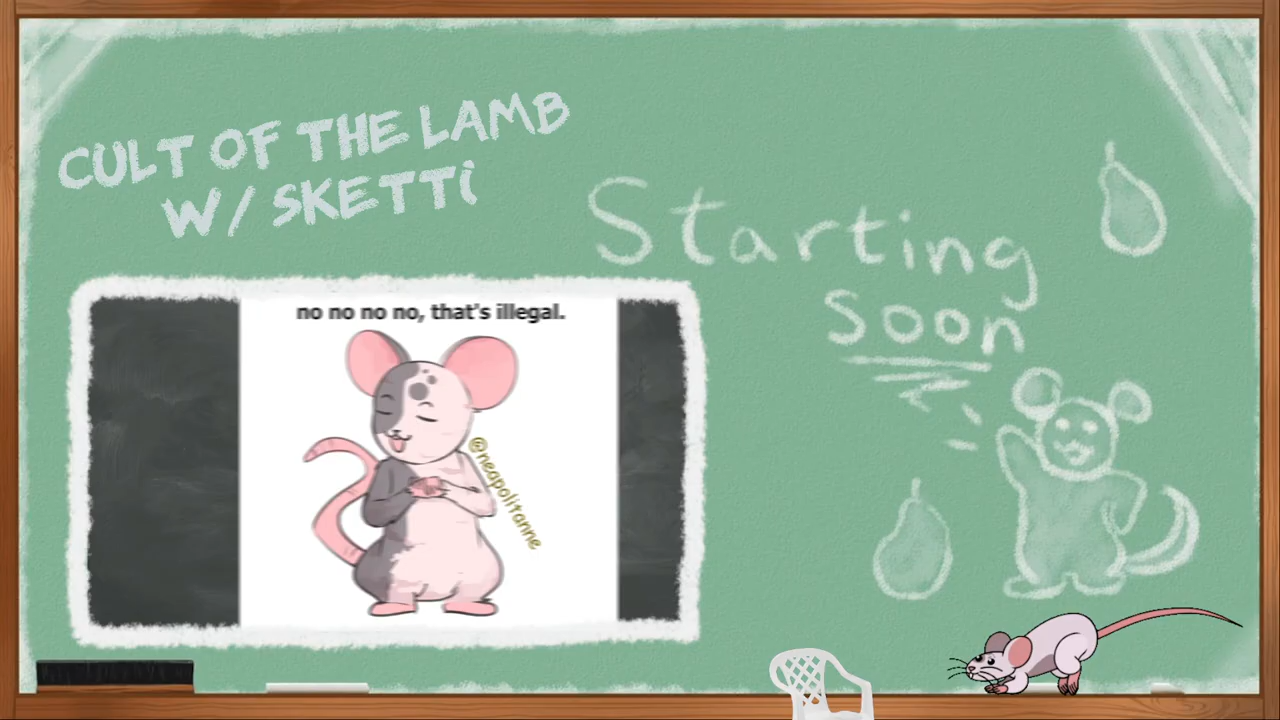 CULT OF THE LAMB
W/ SKETTi
Starting
soon
no no no no, that's illegal.
@neapolitanne